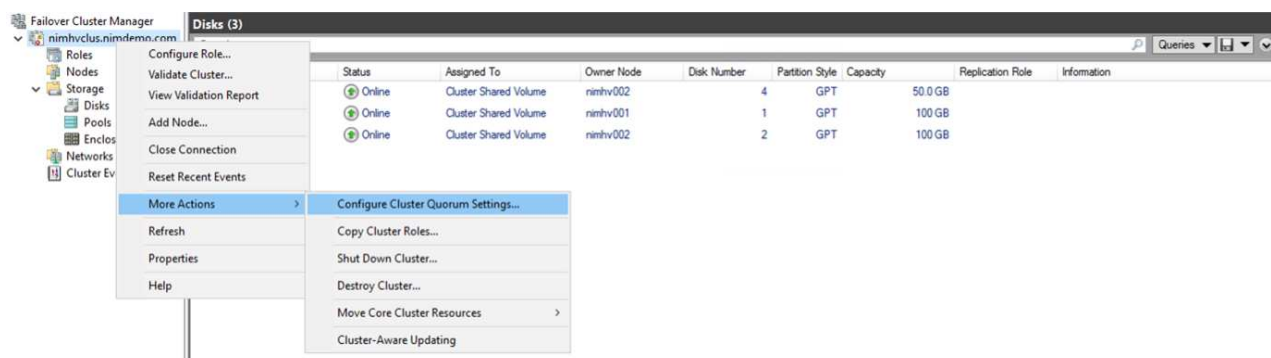 Failover Cluster Manager
nimhvclus.nimdemo.com
Roles
Nodes
Storage
Disks
Pools
Enclos
Networks
Cluster Ev
Disks (3)
Queries
Status Assigned To Owner Node Disk Number Partition Style Capacity Replication Role Information
Online Cluster Shared Volume nimhv002 4 GPT 50.0 GB
Online Cluster Shared Volume nimhv001 1 GPT 100 GB
Online Cluster Shared Volume nimhv002 2 GPT 100 GB
Configure Role...
Validate Cluster...
View Validation Report
Add Node...
Close Connection
Reset Recent Events
More Actions
Refresh
Properties
Help
Configure Cluster Quorum Settings...
Copy Cluster Roles...
Shut Down Cluster...
Destroy Cluster...
Move Core Cluster Resources
Cluster-Aware Updating